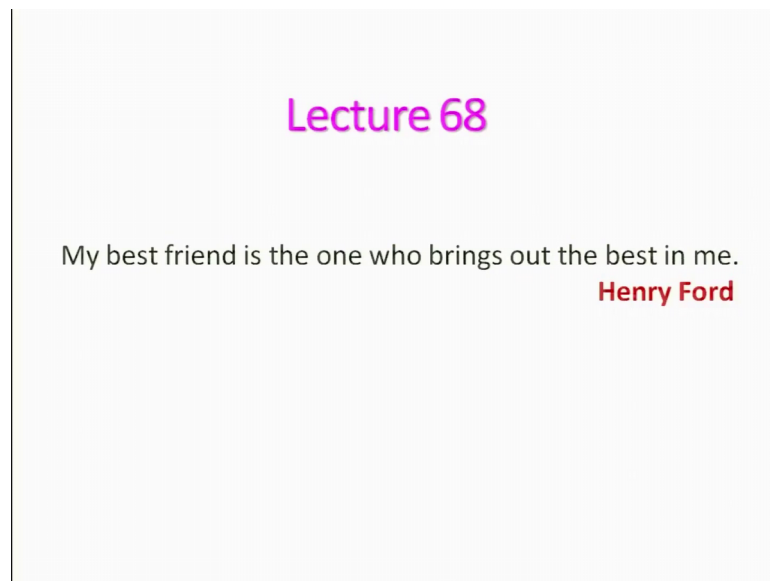 Lecture 68
My best friend is the one who brings out the best in me.
Henry Ford